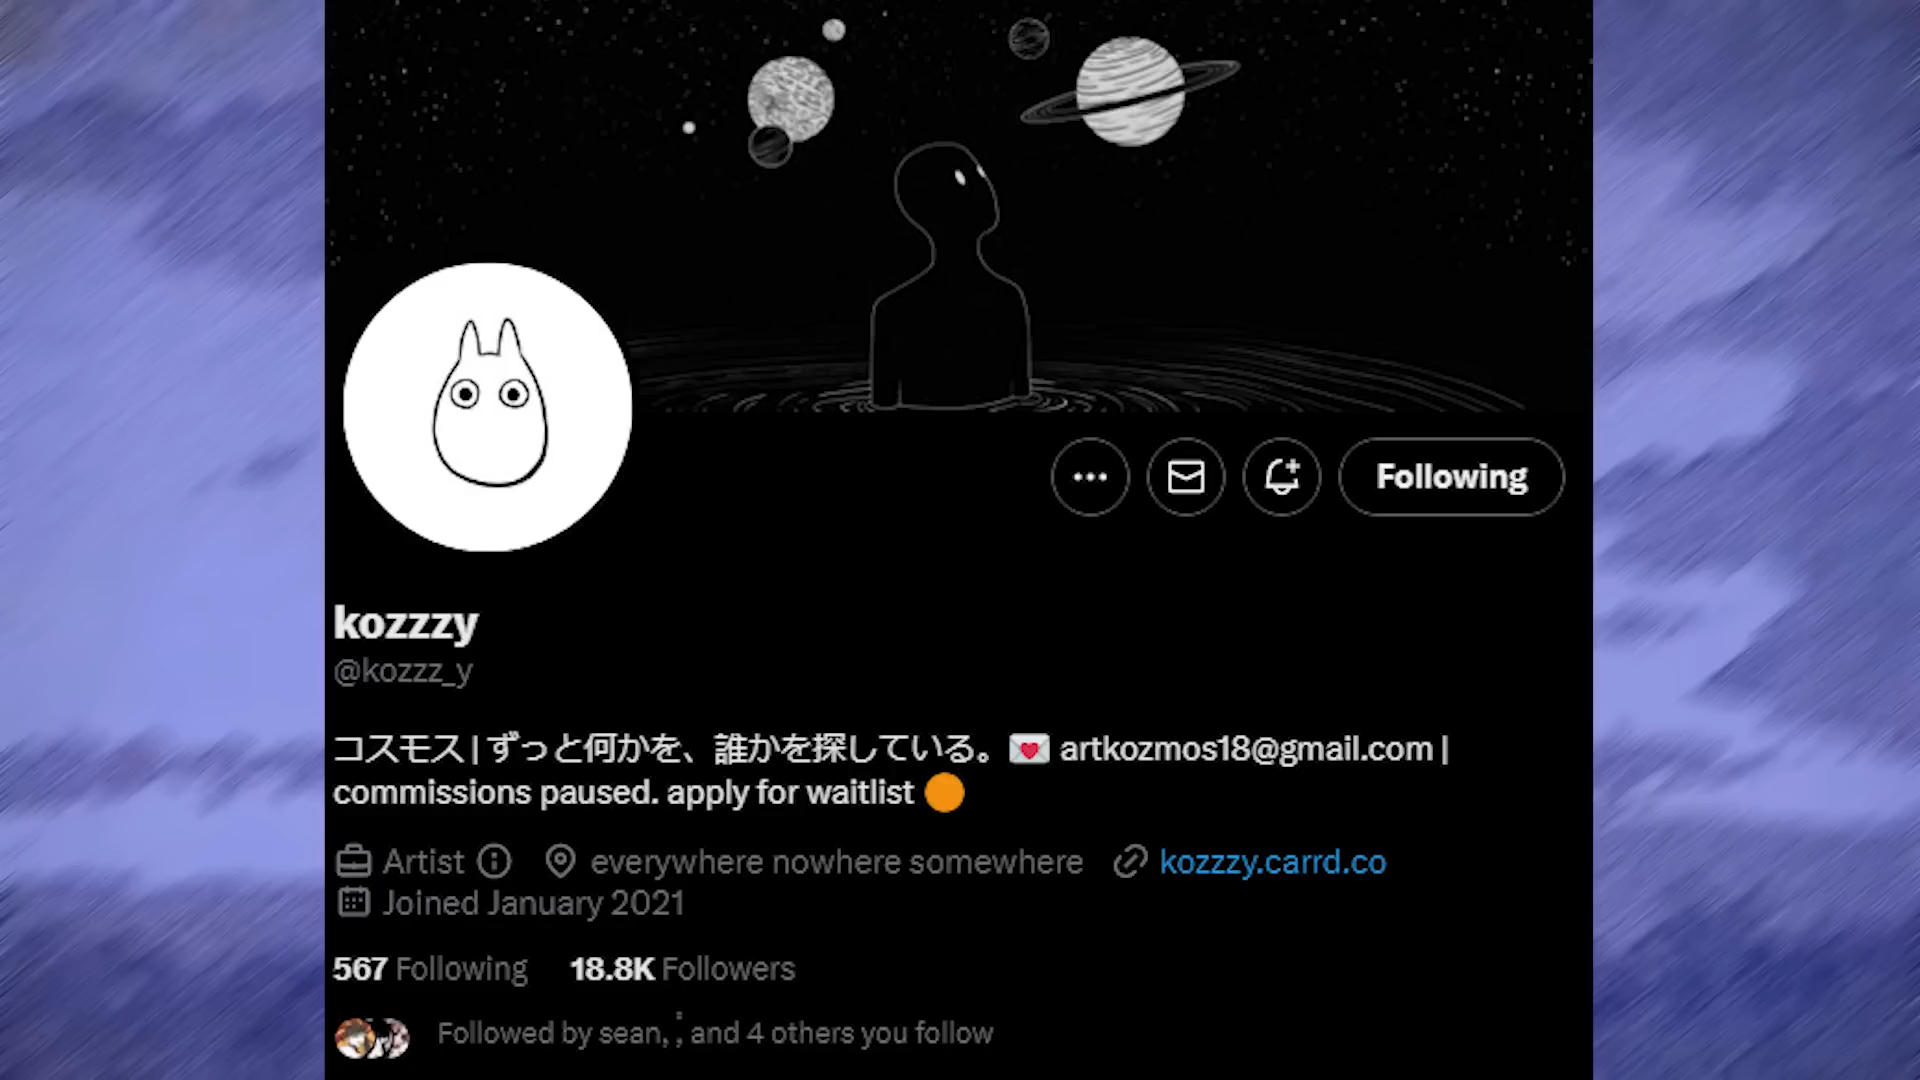 Following
kozzzy
@kozzz_y
コスモス | ずっと何かを、誰かを探している。 💌 artkozmos18@gmail.com |
commissions paused. apply for waitlist 🟠
Artist everywhere nowhere somewhere kozzzy.carrd.co
Joined January 2021
567 Following 18.8K Followers
Followed by sean, ; and 4 others you follow